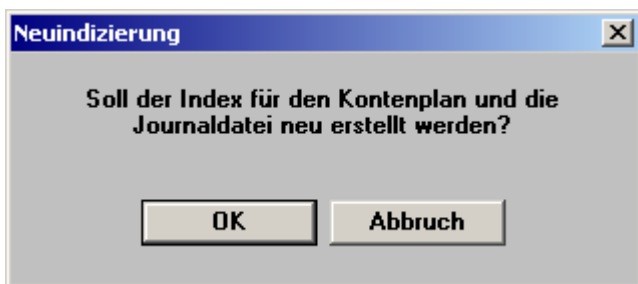 Neuindizierung
Soll der Index für den Kontenplan und die
Journaldatei neu erstellt werden?
OK
Abbruch